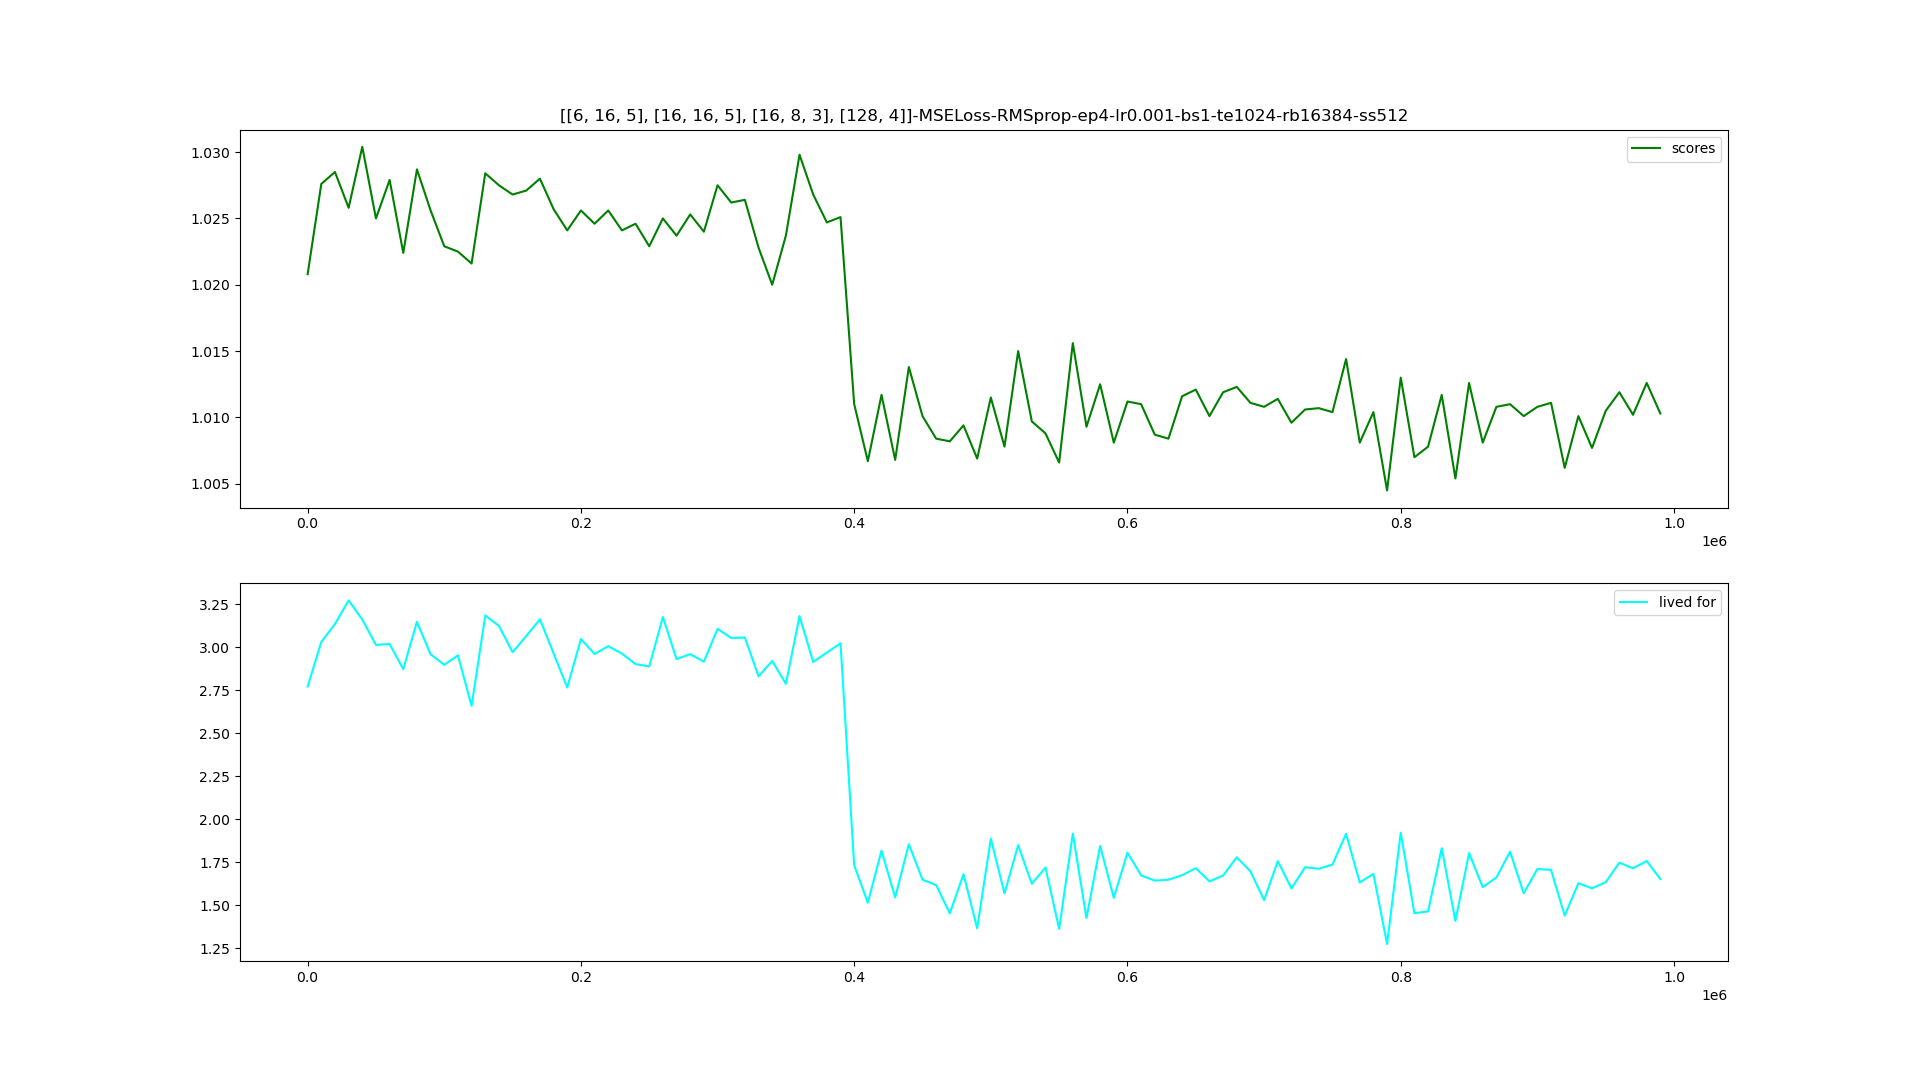 [[6, 16, 5], [16, 16, 5], [16, 8, 3], [128, 4]]-MSELoss-RMSprop-ep4-lr0.001-bs1-te1024-rb16384-ss512
scores
1.030
1.025
1.020
1.015
1.010
1.005
0.0 0.2 0.4 0.6 0.8 1.0
1e6
lived for
3.25
3.00
2.75
2.50
2.25
2.00
1.75
1.50
1.25
0.0 0.2 0.4 0.6 0.8 1.0
1e6